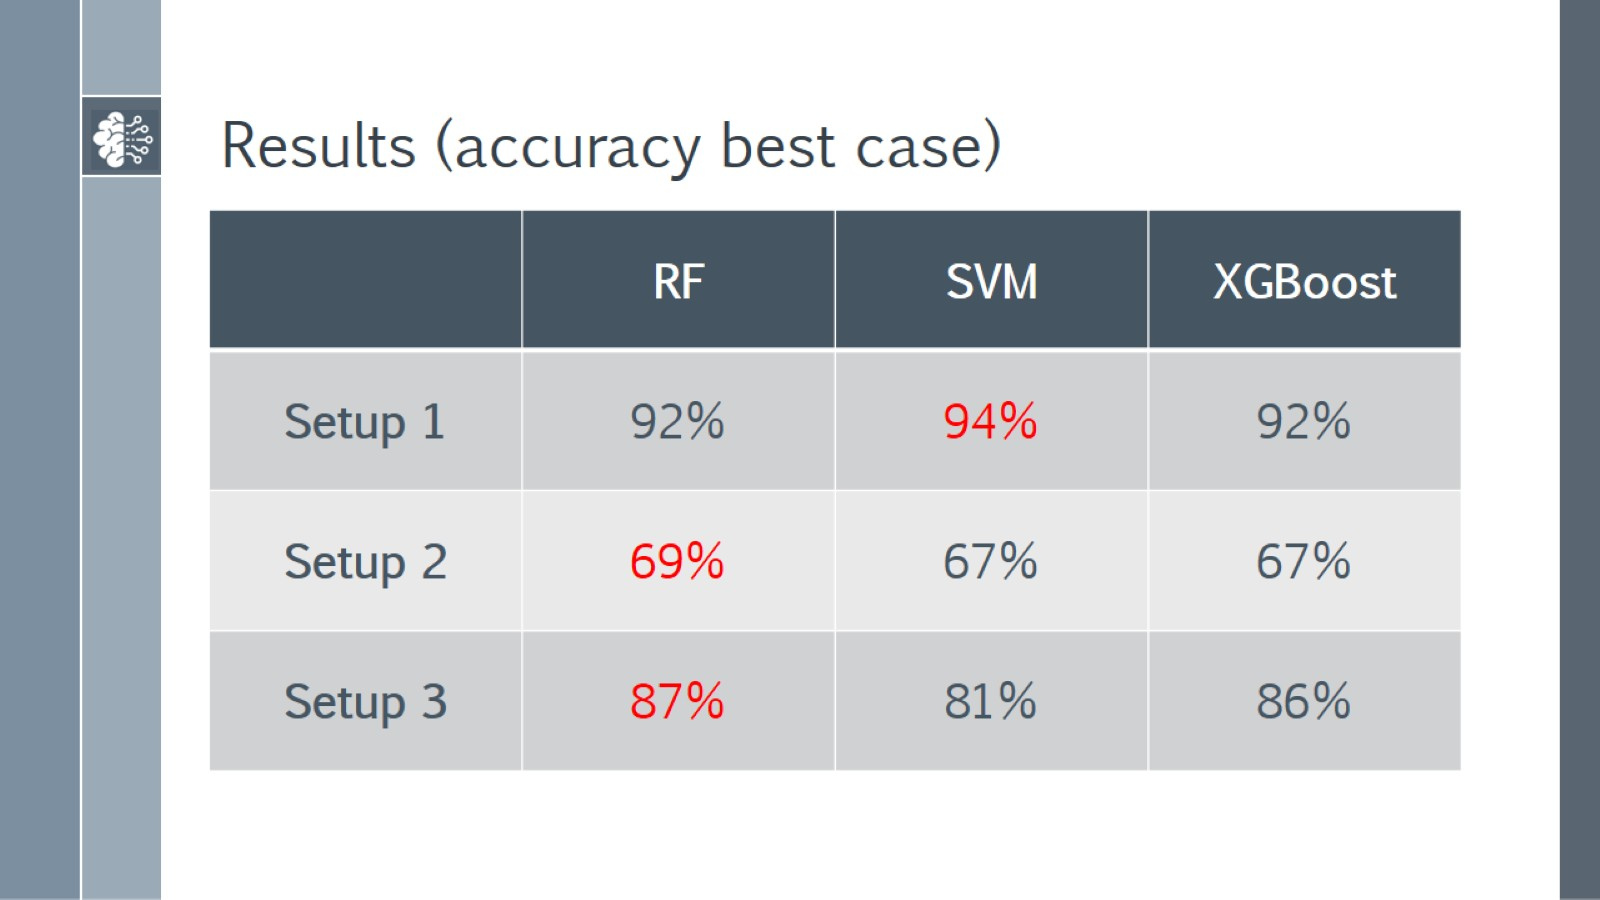 Results (accuracy best case)
RF SVM XGBoost
Setup 1 92% 94% 92%
Setup 2 69% 67% 67%
Setup 3 87% 81% 86%